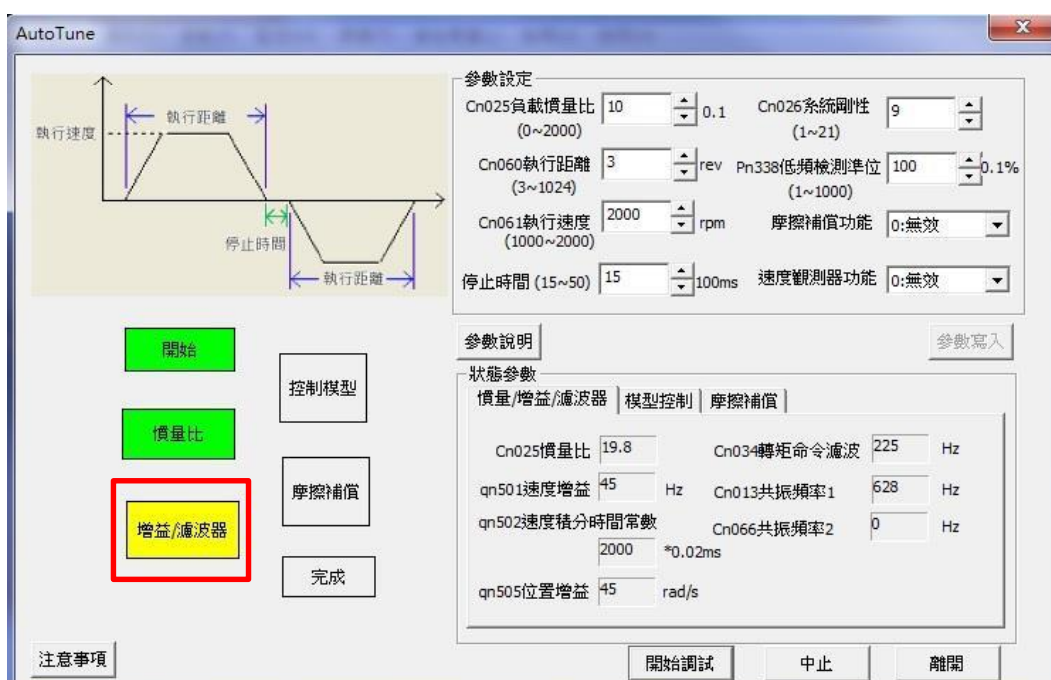 AutoTune
執行距離
執行速度
停止時間
執行距離
參數設定
Cn025負載慣量比 10 0.1 Cn026系統剛性 9
(0~2000) (1~21)
Cn060執行距離 3 rev Pn338低頻檢測準位 100 0.1%
(3~1024) (1~1000)
Cn061執行速度 2000 rpm 摩擦補償功能 0:無效
(1000~2000)
停止時間 (15~50) 15 100ms 速度觀測器功能 0:無效
參數說明 參數寫入
開始
慣量比
增益/濾波器
控制模型
摩擦補償
完成
狀態參數
慣量/增益/濾波器 模型控制 摩擦補償
Cn025慣量比 19.8 Cn034轉矩命令濾波 225 Hz
qn501速度增益 45 Hz Cn013共振頻率1 628 Hz
qn502速度積分時間常數 Cn066共振頻率2 0 Hz
2000 *0.02ms
qn505位置增益 45 rad/s
注意事項 開始調試 中止 離開